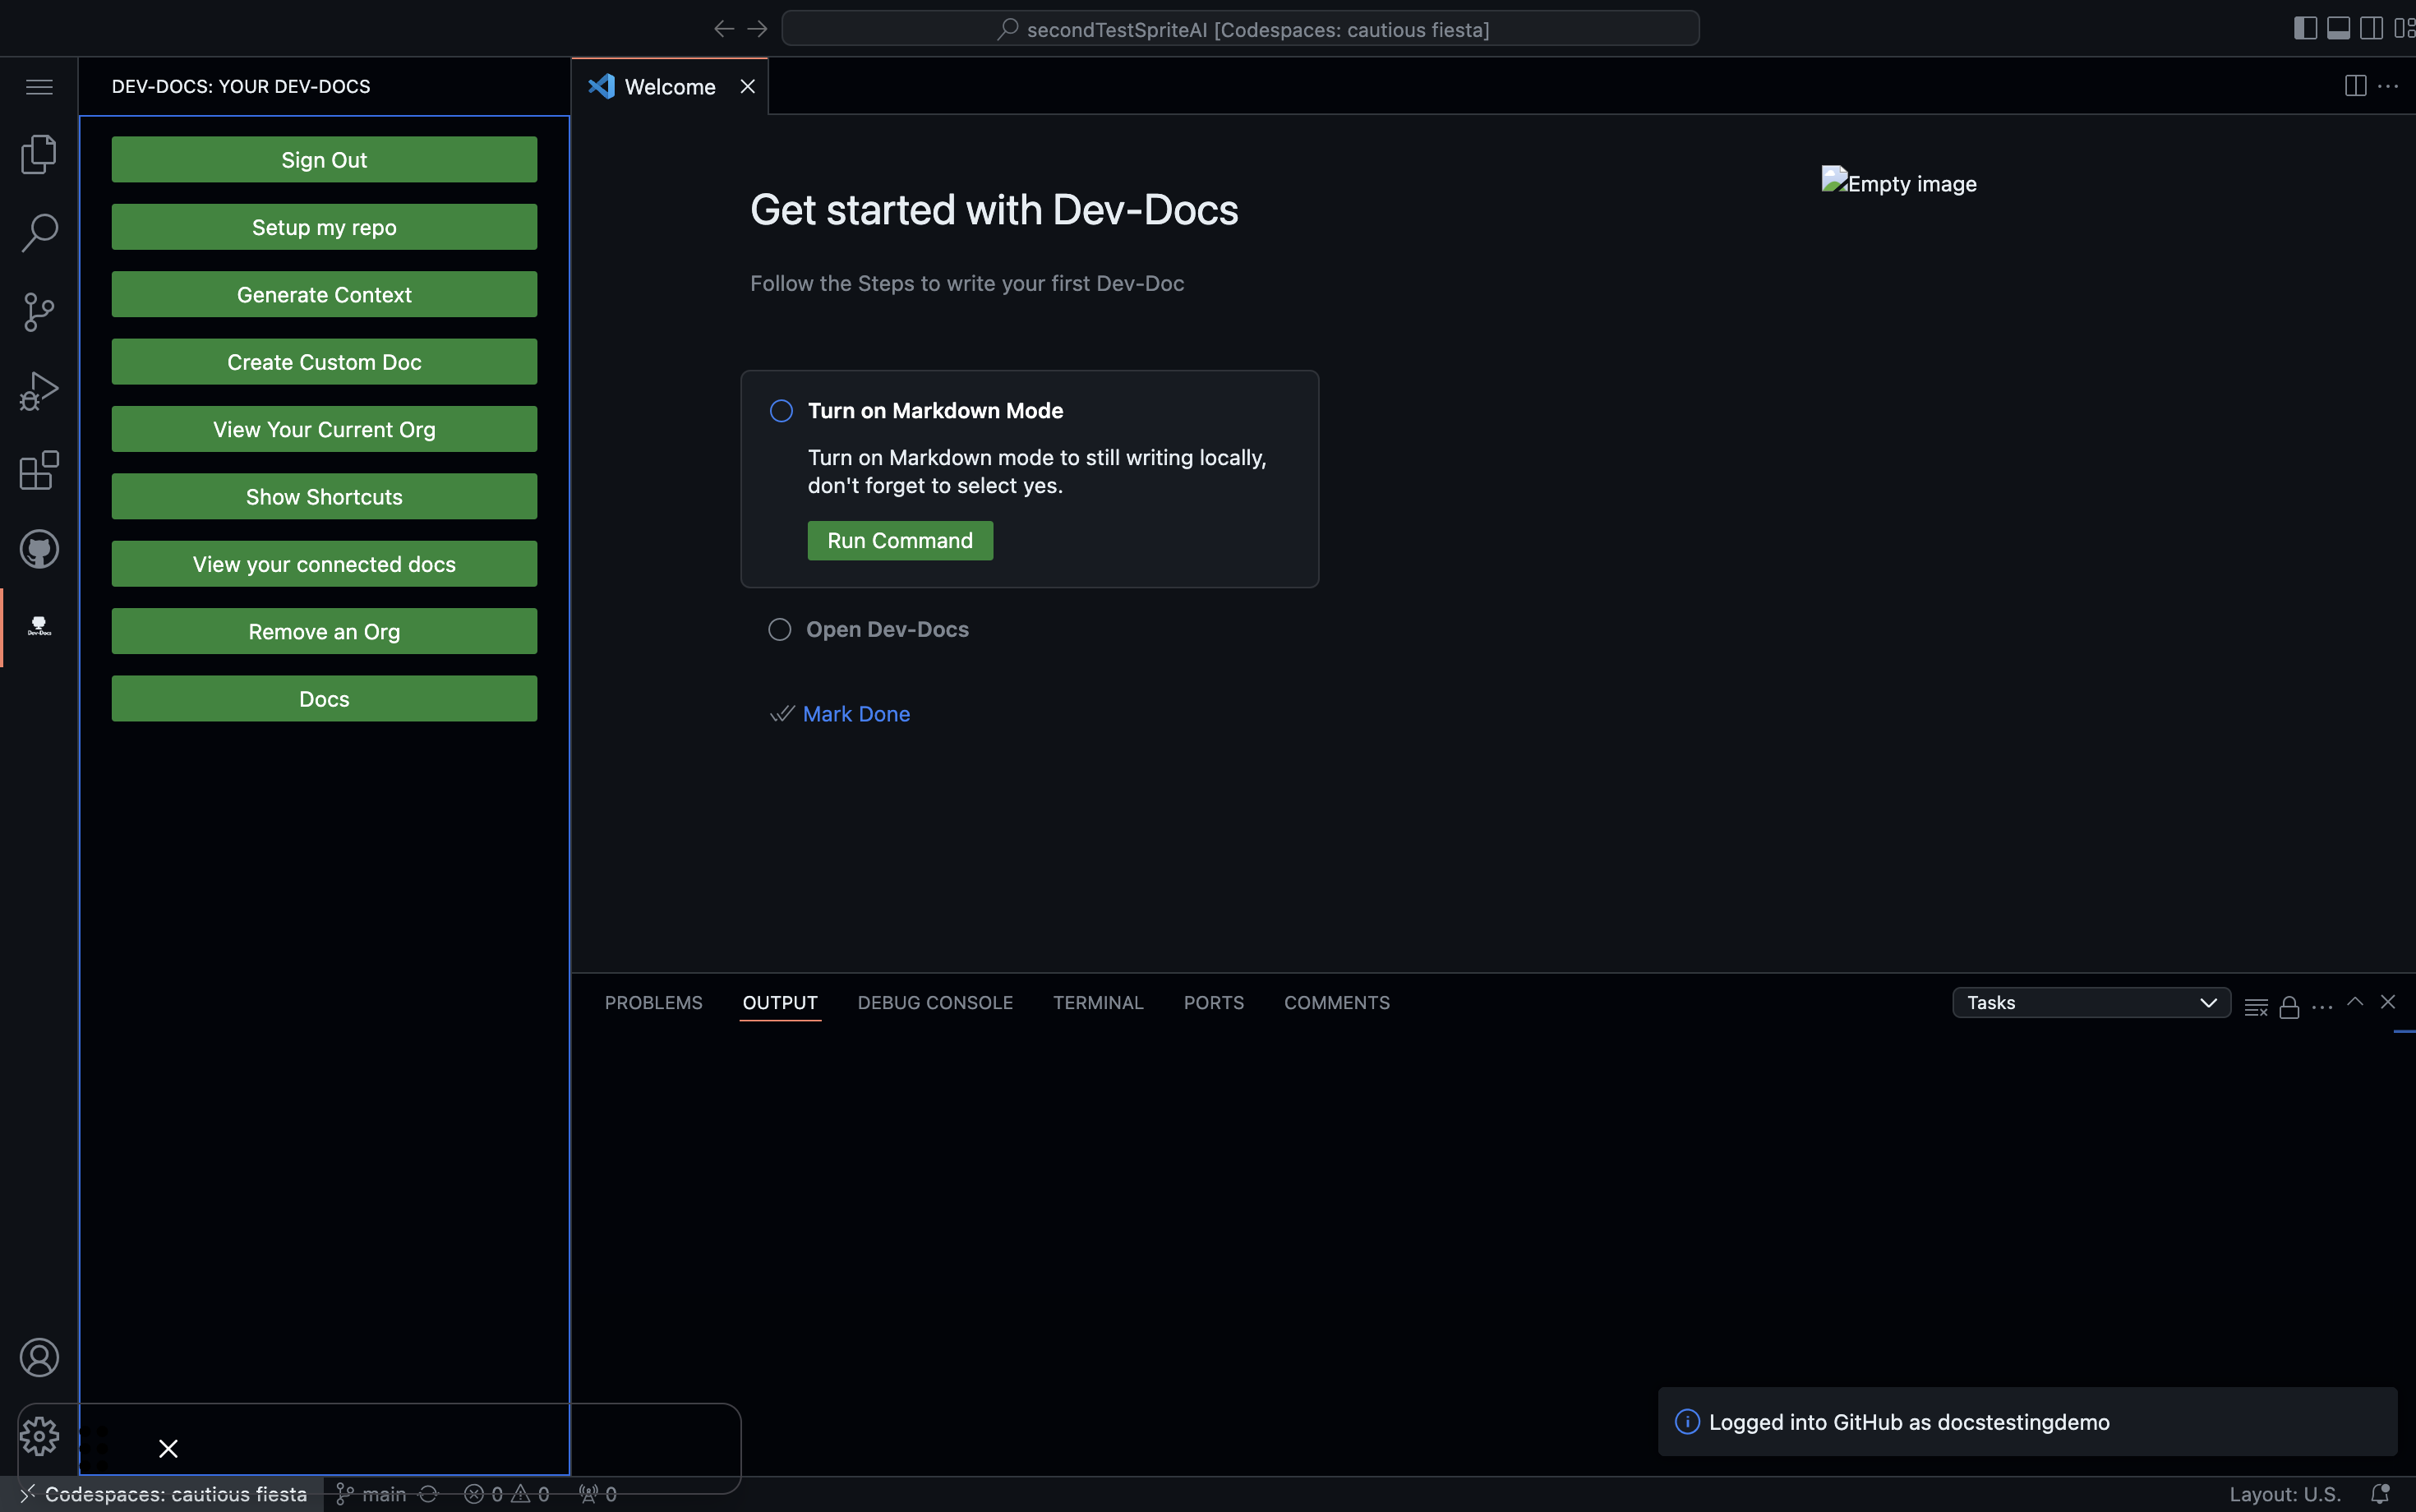 secondTestSpriteAI [Codespaces: cautious fiesta]
DEV-DOCS: YOUR DEV-DOCS
Sign Out
Setup my repo
Generate Context
Create Custom Doc
View Your Current Org
Show Shortcuts
View your connected docs
Remove an Org
Docs
Dev-Docs
Welcome
Get started with Dev-Docs
Follow the Steps to write your first Dev-Doc
Empty image
Turn on Markdown Mode
Turn on Markdown mode to still writing locally,
don't forget to select yes.
Run Command
Open Dev-Docs
Mark Done
PROBLEMS OUTPUT DEBUG CONSOLE TERMINAL PORTS COMMENTS
Tasks
Logged into GitHub as docstestingdemo
Codespaces: cautious fiesta main 0 0 0
Layout: U.S.